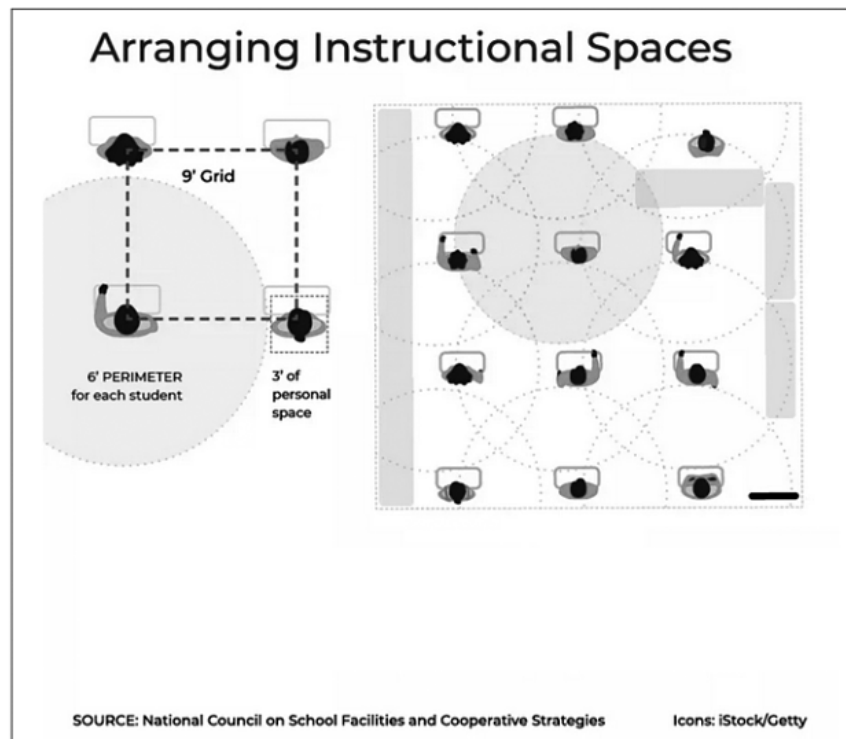 Arranging Instructional Spaces
9' Grid
6' PERIMETER
for each student
3' of
personal
space
SOURCE: National Council on School Facilities and Cooperative Strategies
Icons: iStock/Getty